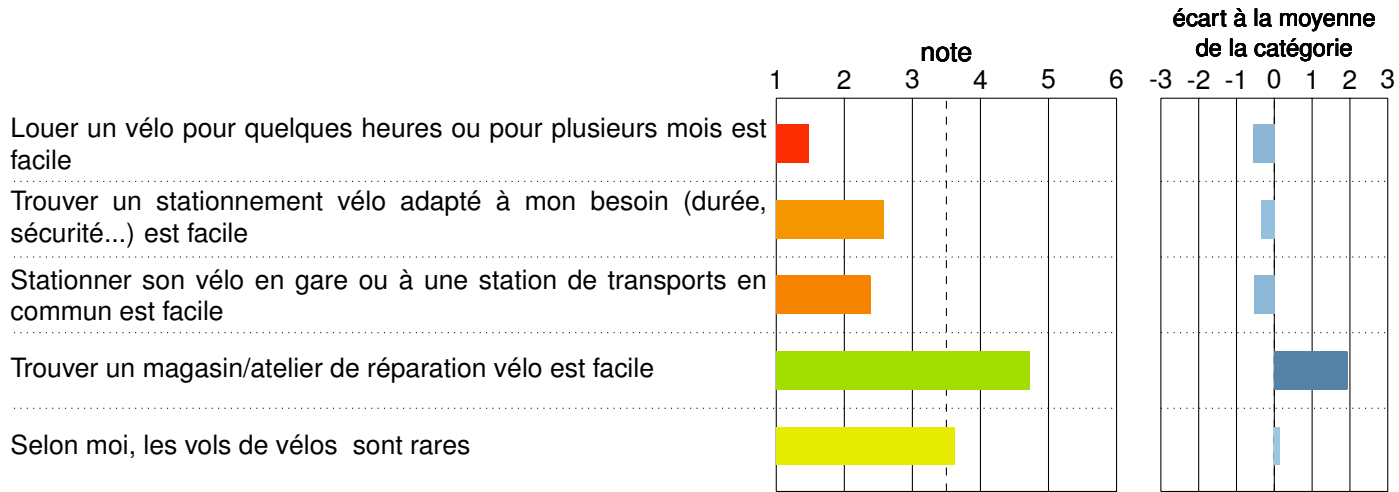 écart à la moyenne
note de la catégorie
1 2 3 4 5 6 -3 -2 -1 0 1 2 3
Louer un vélo pour quelques heures ou pour plusieurs mois est
facile
Trouver un stationnement vélo adapté à mon besoin (durée,
sécurité...) est facile
Stationner son vélo en gare ou à une station de transports en
commun est facile
Trouver un magasin/atelier de réparation vélo est facile
Selon moi, les vols de vélos sont rares